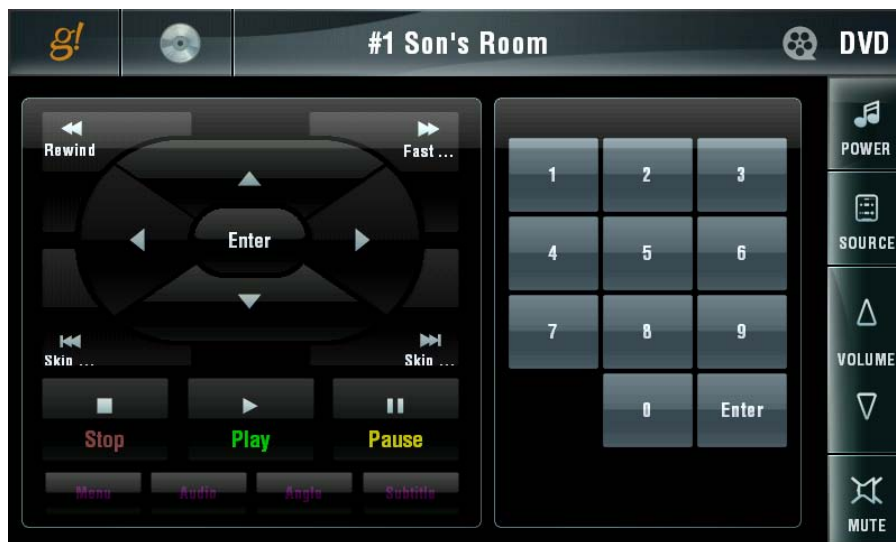 g! #1 Son's Room DVD
Rewind Fast ...
Enter
Skip ... Skip ...
Stop Play Pause
Menu Audio Angle Subtitle
1 2 3
4 5 6
7 8 9
0 Enter
POWER
SOURCE
VOLUME
MUTE